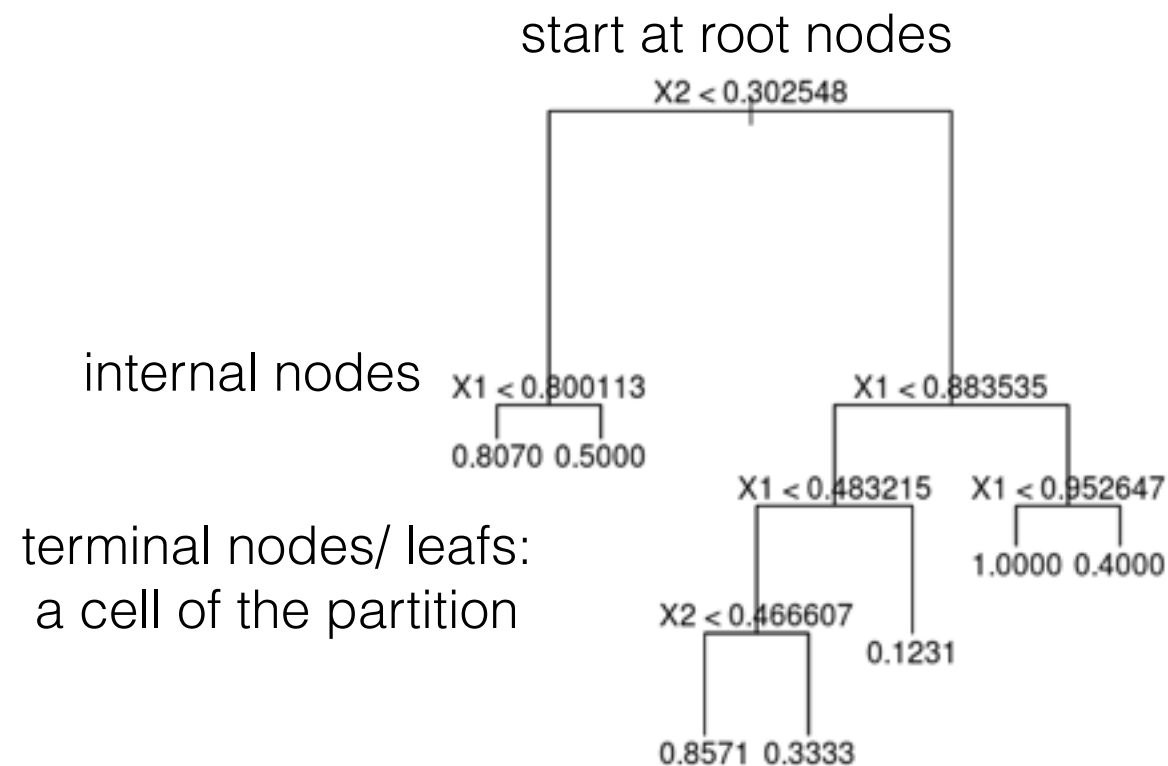 start at root nodes
X2 < 0.302548
internal nodes
X1 < 0.800113
X1 < 0.883535
0.8070 0.5000
X1 < 0.483215
X1 < 0.952647
terminal nodes/ leafs:
a cell of the partition
1.0000 0.4000
X2 < 0.466607
0.1231
0.8571 0.3333